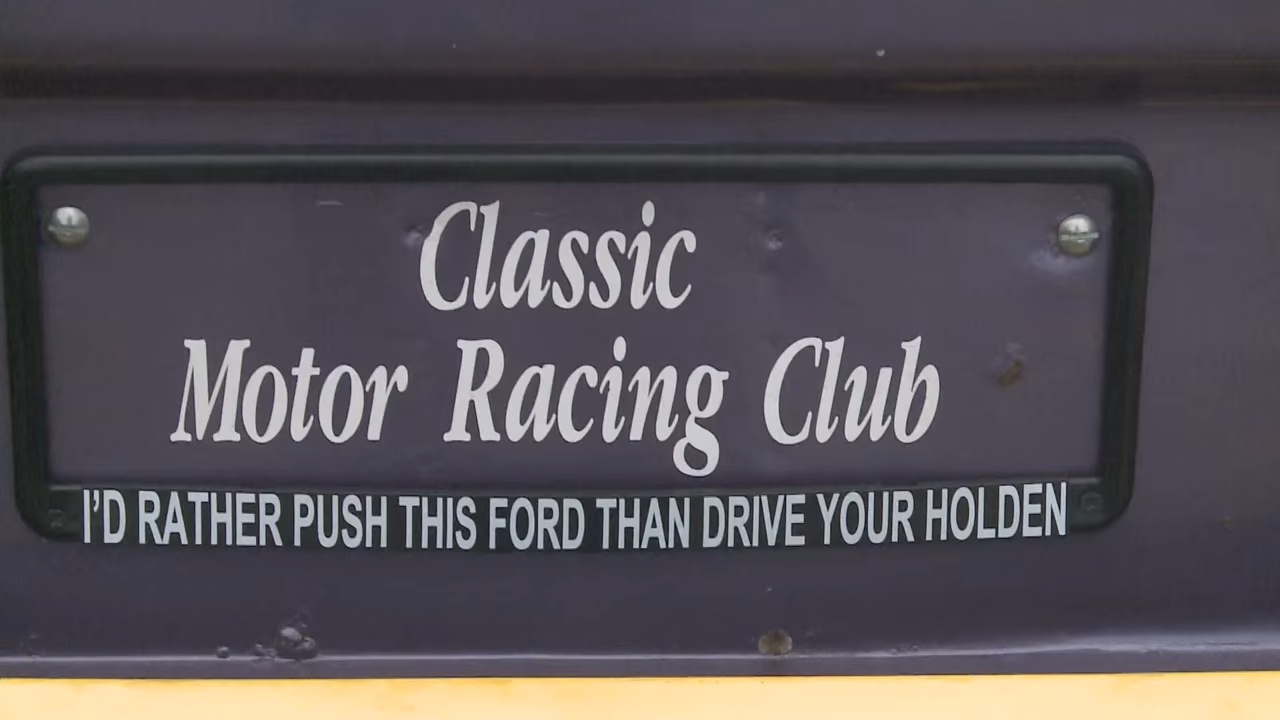 Classic
Motor Racing Club
I'D RATHER PUSH THIS FORD THAN DRIVE YOUR HOLDEN